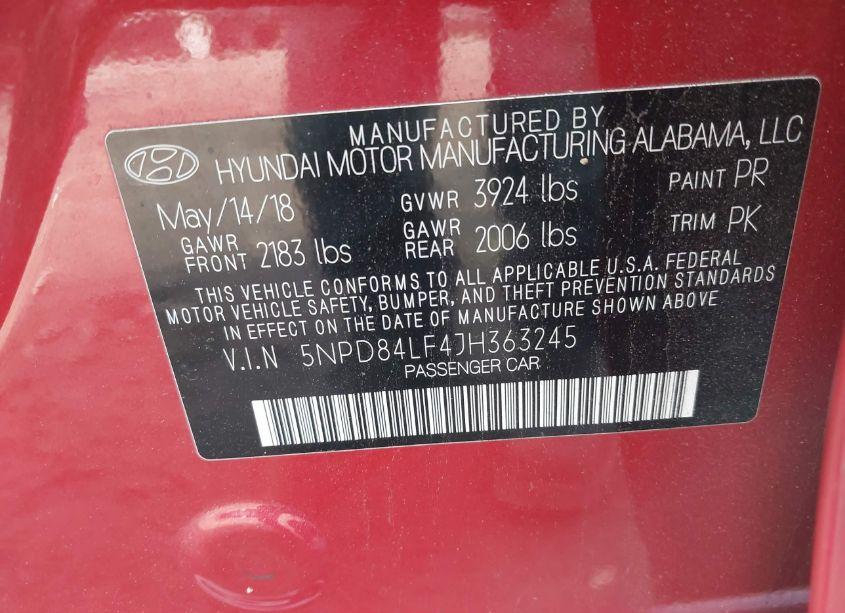 MANUFACTURED BY
HYUNDAI MOTOR MANUFACTURING ALABAMA, LLC
May/14/18 GVWR 3924 lbs PAINT PR
GAWR FRONT 2183 lbs GAWR REAR 2006 lbs TRIM PK
THIS VEHICLE CONFORMS TO ALL APPLICABLE U.S.A. FEDERAL
MOTOR VEHICLE SAFETY, BUMPER, AND THEFT PREVENTION STANDARDS
IN EFFECT ON THE DATE OF MANUFACTURE SHOWN ABOVE
V.I.N 5NPD84LF4JH363245
PASSENGER CAR